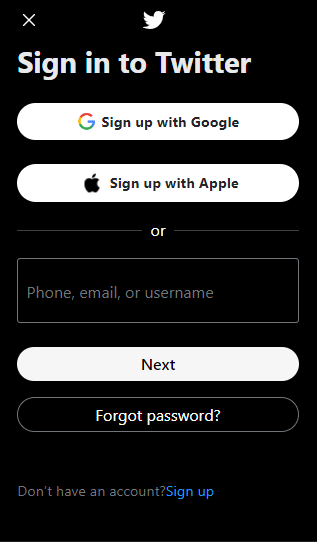 Sign in to Twitter
Sign up with Google
Sign up with Apple
or
Phone, email, or username
Next
Forgot password?
Don't have an account?Sign up